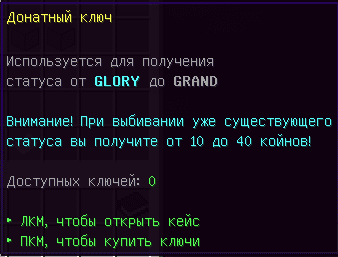 Донатный ключ
Используется для получения
статуса от GLORY до GRAND
Внимание! При выбивании уже существующего
статуса вы получите от 10 до 40 койнов!
Доступных ключей: 0
▸ ЛКМ, чтобы открыть кейс
▸ ПКМ, чтобы купить ключи